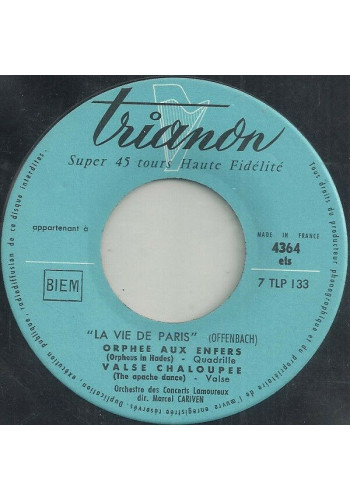 trianon
Super 45 tours Haute Fidélité
appartenant à
MADE IN FRANCE
4364
ets
BIEM
7 TLP 133
"LA VIE DE PARIS" (OFFENBACH)
ORPHEE AUX ENFERS
(Orpheus in Hades) - Quadrille
VALSE CHALOUPEE
(The apache dance) - Valse
Orchestre des Concerts Lamoureux
dir. Marcel CARIVEN
Tous droits du producteur phonographique et du propriétaire de l'œuvre enregistrée réservés. Duplication, exécution publique, radiodiffusion de ce disque interdites.